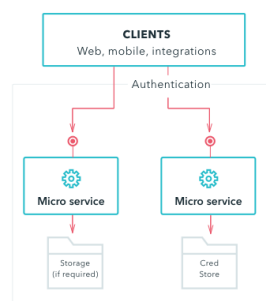 CLIENTS
Web, mobile, integrations
Authentication
Micro service
Micro service
Storage
(if required)
Cred
Store